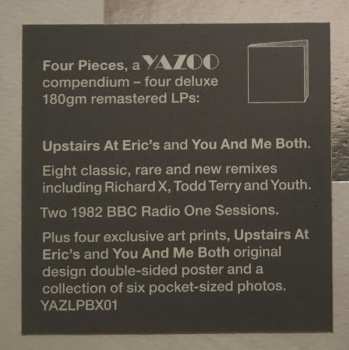 Four Pieces, a YAZOO
compendium – four deluxe
180gm remastered LPs:
Upstairs At Eric's and You And Me Both.
Eight classic, rare and new remixes
including Richard X, Todd Terry and Youth.
Two 1982 BBC Radio One Sessions.
Plus four exclusive art prints, Upstairs At
Eric's and You And Me Both original
design double-sided poster and a
collection of six pocket-sized photos.
YAZLPBX01